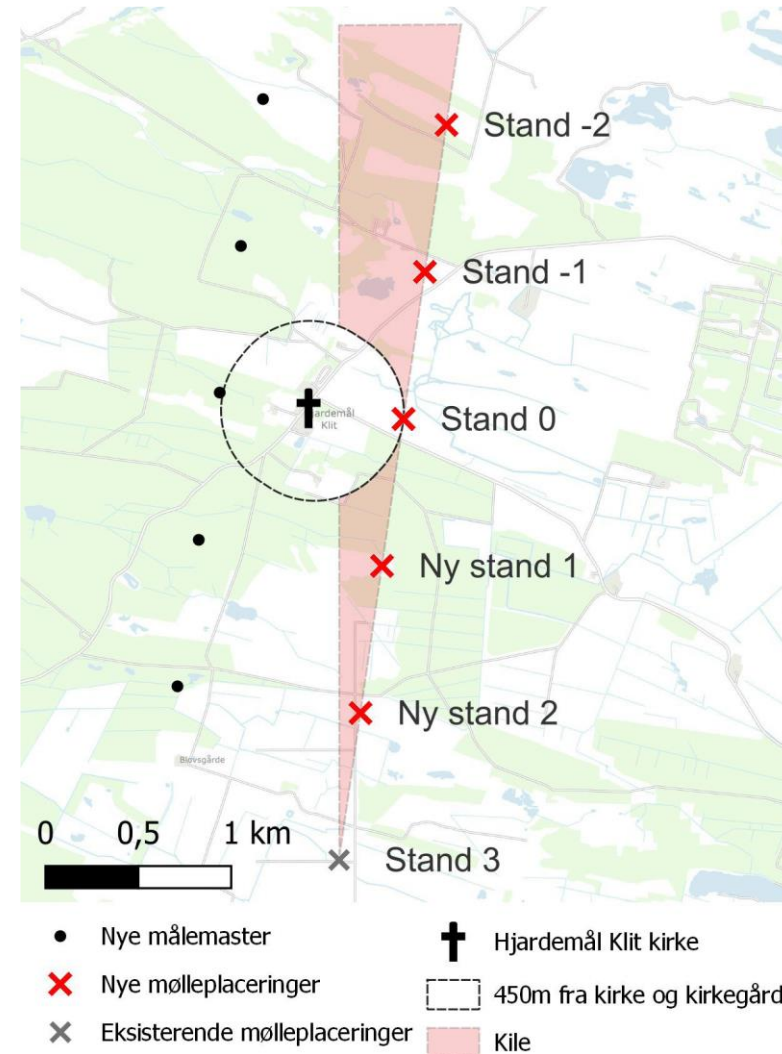 Stand -2
Stand -1
Hjardemål
Klit
Stand 0
Ny stand 1
Ny stand 2
Blovsgårde
0 0,5 1 km
Stand 3
Nye målemaster
Hjardemål Klit kirke
Nye mølleplaceringer
450m fra kirke og kirkegård
Eksisterende mølleplaceringer
Kile